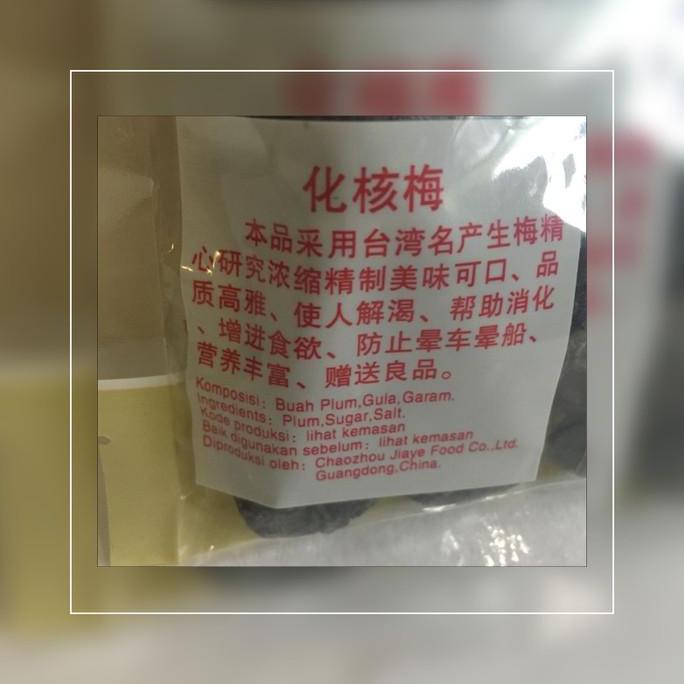 化核梅
本品采用台湾名产生梅精
心研究浓缩精制美味可口、品
质高雅、使人解渴、帮助消化
、增进食欲、防止晕车晕船、
营养丰富、赠送良品。
Komposisi: Buah Plum,Gula,Garam.
Ingredients: Plum,Sugar,Salt.
Kode produksi: lihat kemasan
Baik digunakan sebelum: lihat kemasan
Diproduksi oleh: Chaozhou Jiaye Food Co.,Ltd.
Guangdong,China.